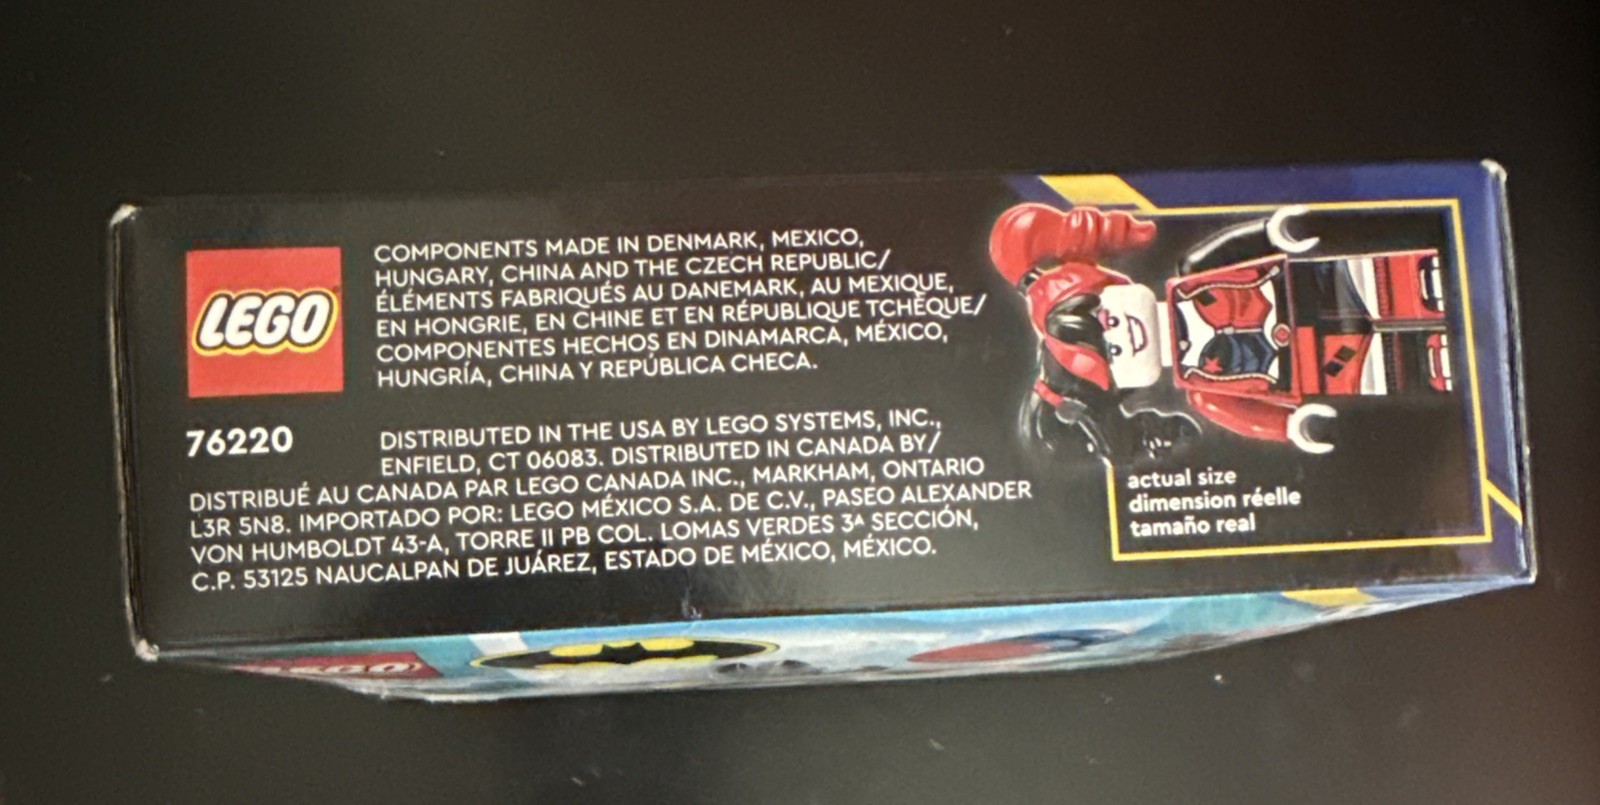 LEGO
COMPONENTS MADE IN DENMARK, MEXICO,
HUNGARY, CHINA AND THE CZECH REPUBLIC/
ÉLÉMENTS FABRIQUÉS AU DANEMARK, AU MEXIQUE,
EN HONGRIE, EN CHINE ET EN RÉPUBLIQUE TCHÈQUE/
COMPONENTES HECHOS EN DINAMARCA, MÉXICO,
HUNGRÍA, CHINA Y REPÚBLICA CHECA.
76220
DISTRIBUTED IN THE USA BY LEGO SYSTEMS, INC.,
ENFIELD, CT 06083. DISTRIBUTED IN CANADA BY/
DISTRIBUÉ AU CANADA PAR LEGO CANADA INC., MARKHAM, ONTARIO
L3R 5N8. IMPORTADO POR: LEGO MÉXICO S.A. DE C.V., PASEO ALEXANDER
VON HUMBOLDT 43-A, TORRE II PB COL. LOMAS VERDES 3ᴬ SECCIÓN,
C.P. 53125 NAUCALPAN DE JUÁREZ, ESTADO DE MÉXICO, MÉXICO.
actual size
dimension réelle
tamaño real
LEGO